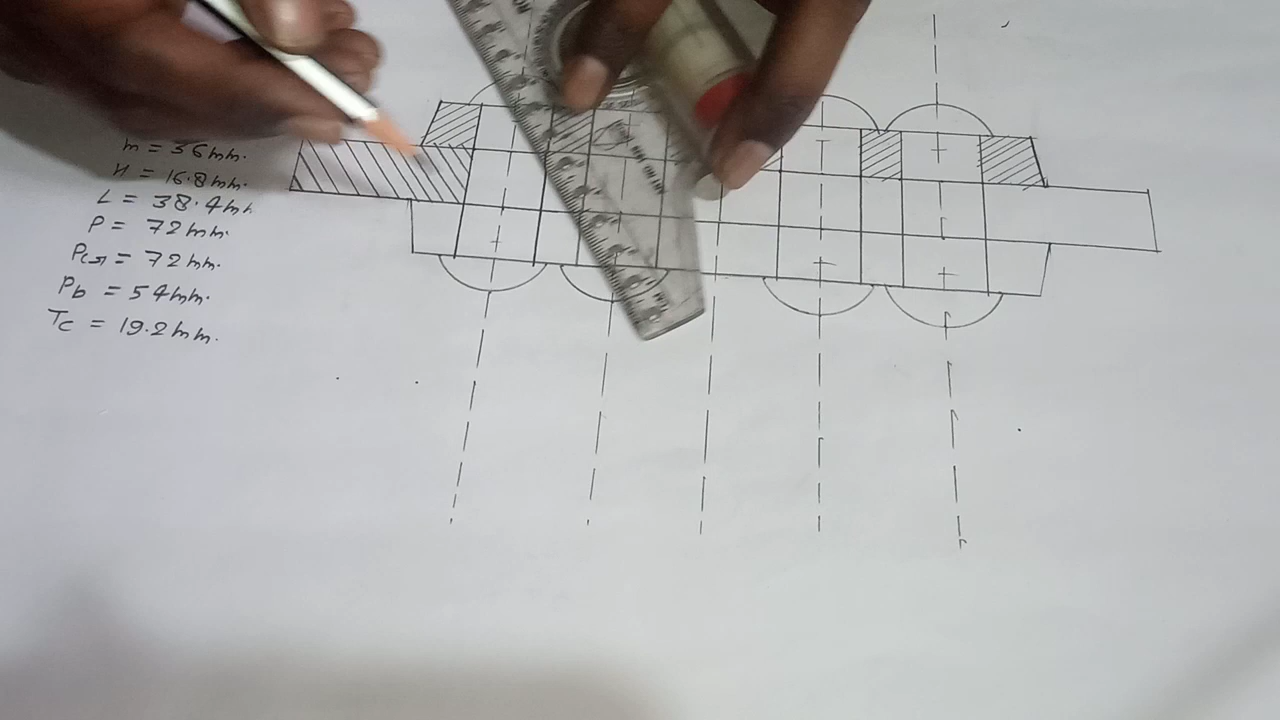 m = 36mm.
H = 16.8mm.
L = 38.4mm.
P = 72mm.
Pcr = 72mm.
Pb = 54mm.
Tc = 19.2mm.